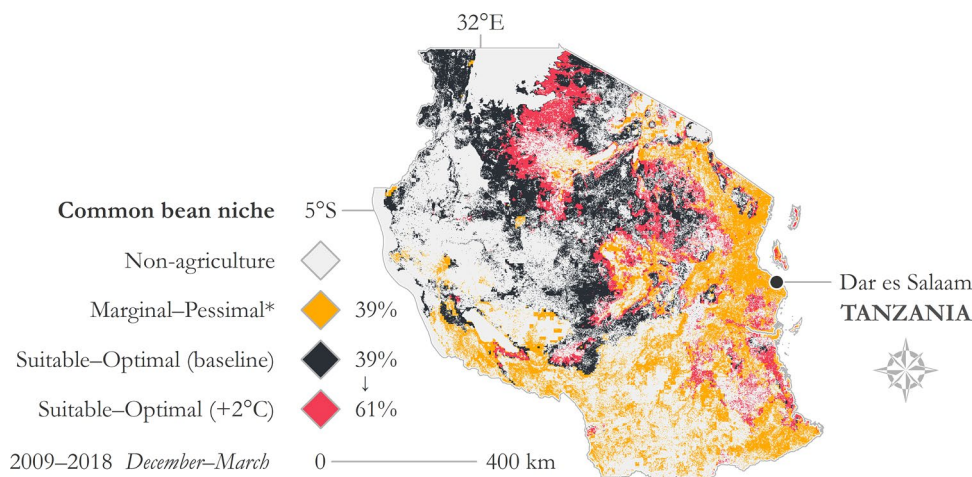 32°E
Common bean niche 5°S
Non-agriculture
Marginal–Pessimal* 39%
Dar es Salaam
TANZANIA
Suitable–Optimal (baseline) 39%
↓
Suitable–Optimal (+2°C) 61%
2009–2018 December–March 0 400 km